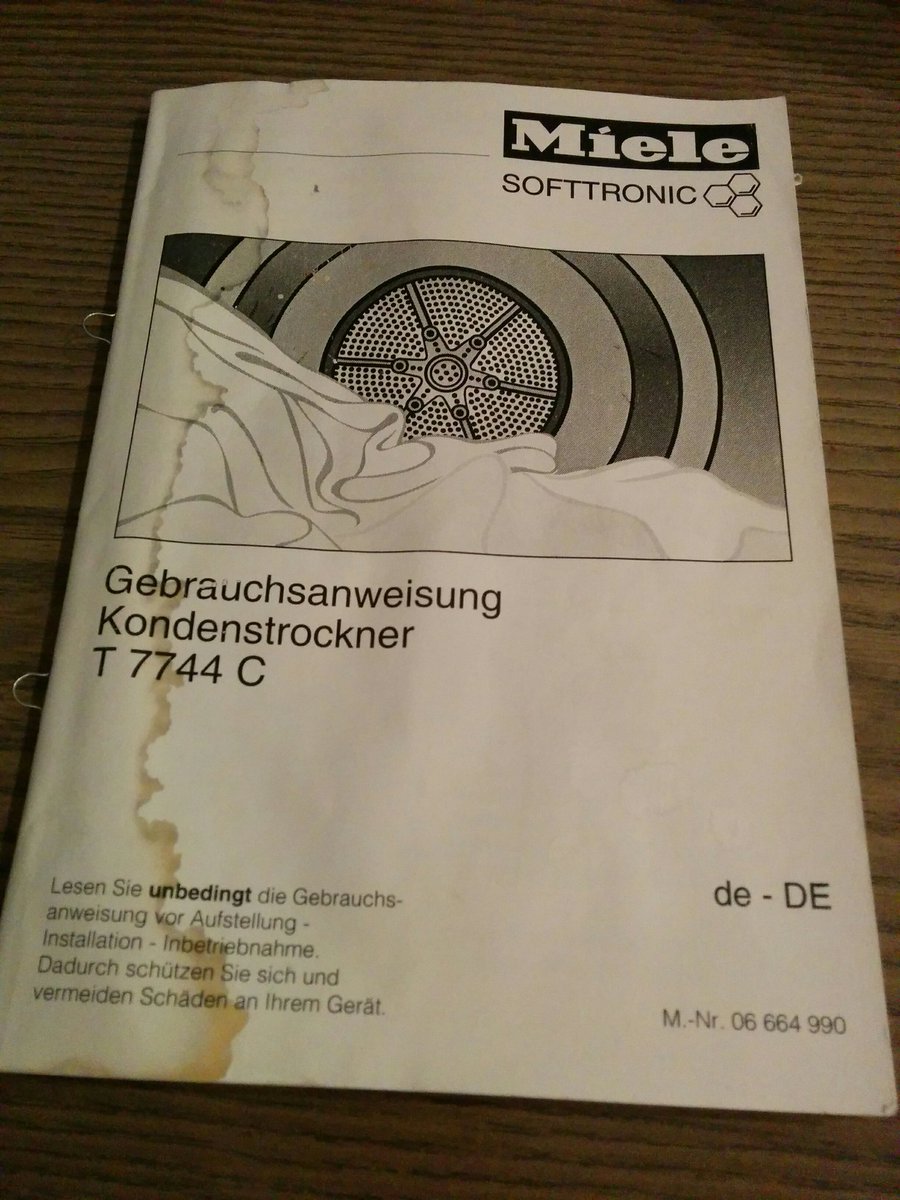 Miele
SOFTTRONIC
Gebrauchsanweisung
Kondenstrockner
T 7744 C
Lesen Sie unbedingt die Gebrauchs-
anweisung vor Aufstellung -
Installation - Inbetriebnahme.
Dadurch schützen Sie sich und
vermeiden Schäden an Ihrem Gerät.
de - DE
M.-Nr. 06 664 990